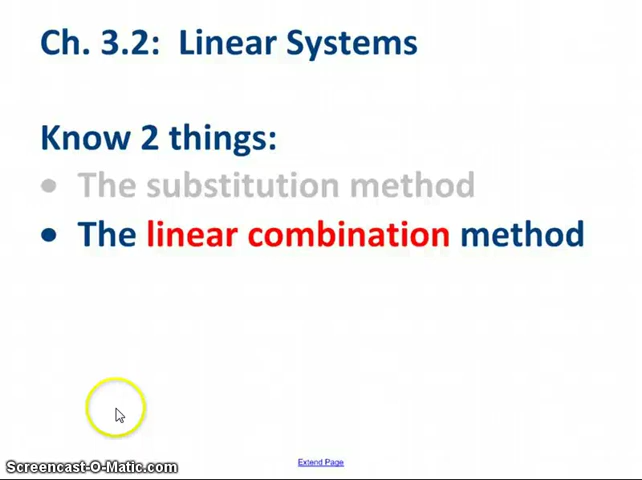 Ch. 3.2:  Linear Systems
Know 2 things:
• The substitution method
• The linear combination method
Extend Page
Screencast-O-Matic.com